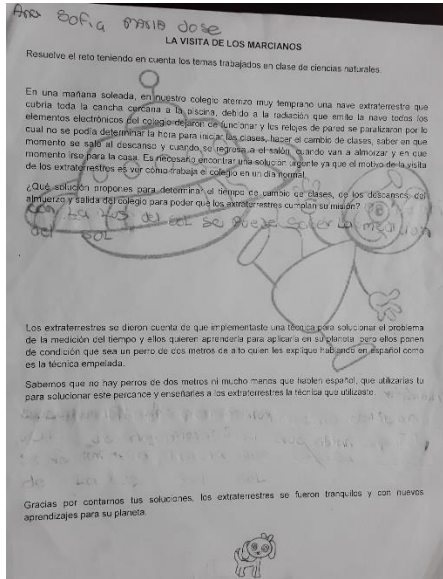 Ana Sofia Maria Jose
LA VISITA DE LOS MARCIANOS
Resuelve el reto teniendo en cuenta los temas trabajados en clase de ciencias naturales.
En una mañana soleada, en nuestro colegio aterrizo muy temprano una nave extraterrestre que
cubría toda la cancha cercana a la piscina, debido a la radiación que emite la nave todos los
elementos electrónicos del colegio dejaron de funcionar y los relojes de pared se paralizaron por lo
cual no se podía determinar la hora para iniciar las clases, hacer el cambio de clases, saber en que
momento se salo al descanso y cuando se regresa a el salón, cuando van a almorzar y en que
momento irse para la casa. Es necesario encontrar una solución urgente ya que el motivo de la visita
de los extraterrestres es ver cómo trabaja el colegio en un día normal.
¿Qué solución propones para determinar el tiempo de cambio de clases, de los descansos, del
almuerzo y salida del colegio para poder que los extraterrestres cumplan su misión?
con la luz del sol se puede saber la
del sol
Los extraterrestres se dieron cuenta de que implementaste una técnica para solucionar el problema
de la medición del tiempo y ellos quieren aprenderla para aplicarla en su planeta, pero ellos ponen
de condición que sea un perro de dos metros de alto quien les explique hablando en español como
es la técnica empleada.
Sabemos que no hay perros de dos metros ni mucho menos que hablen español, que utilizarías tu
para solucionar este percance y enseñarles a los extraterrestres la técnica que utilizaste.
Gracias por contarnos tus soluciones, los extraterrestres se fueron tranquilos y con nuevos
aprendizajes para su planeta.